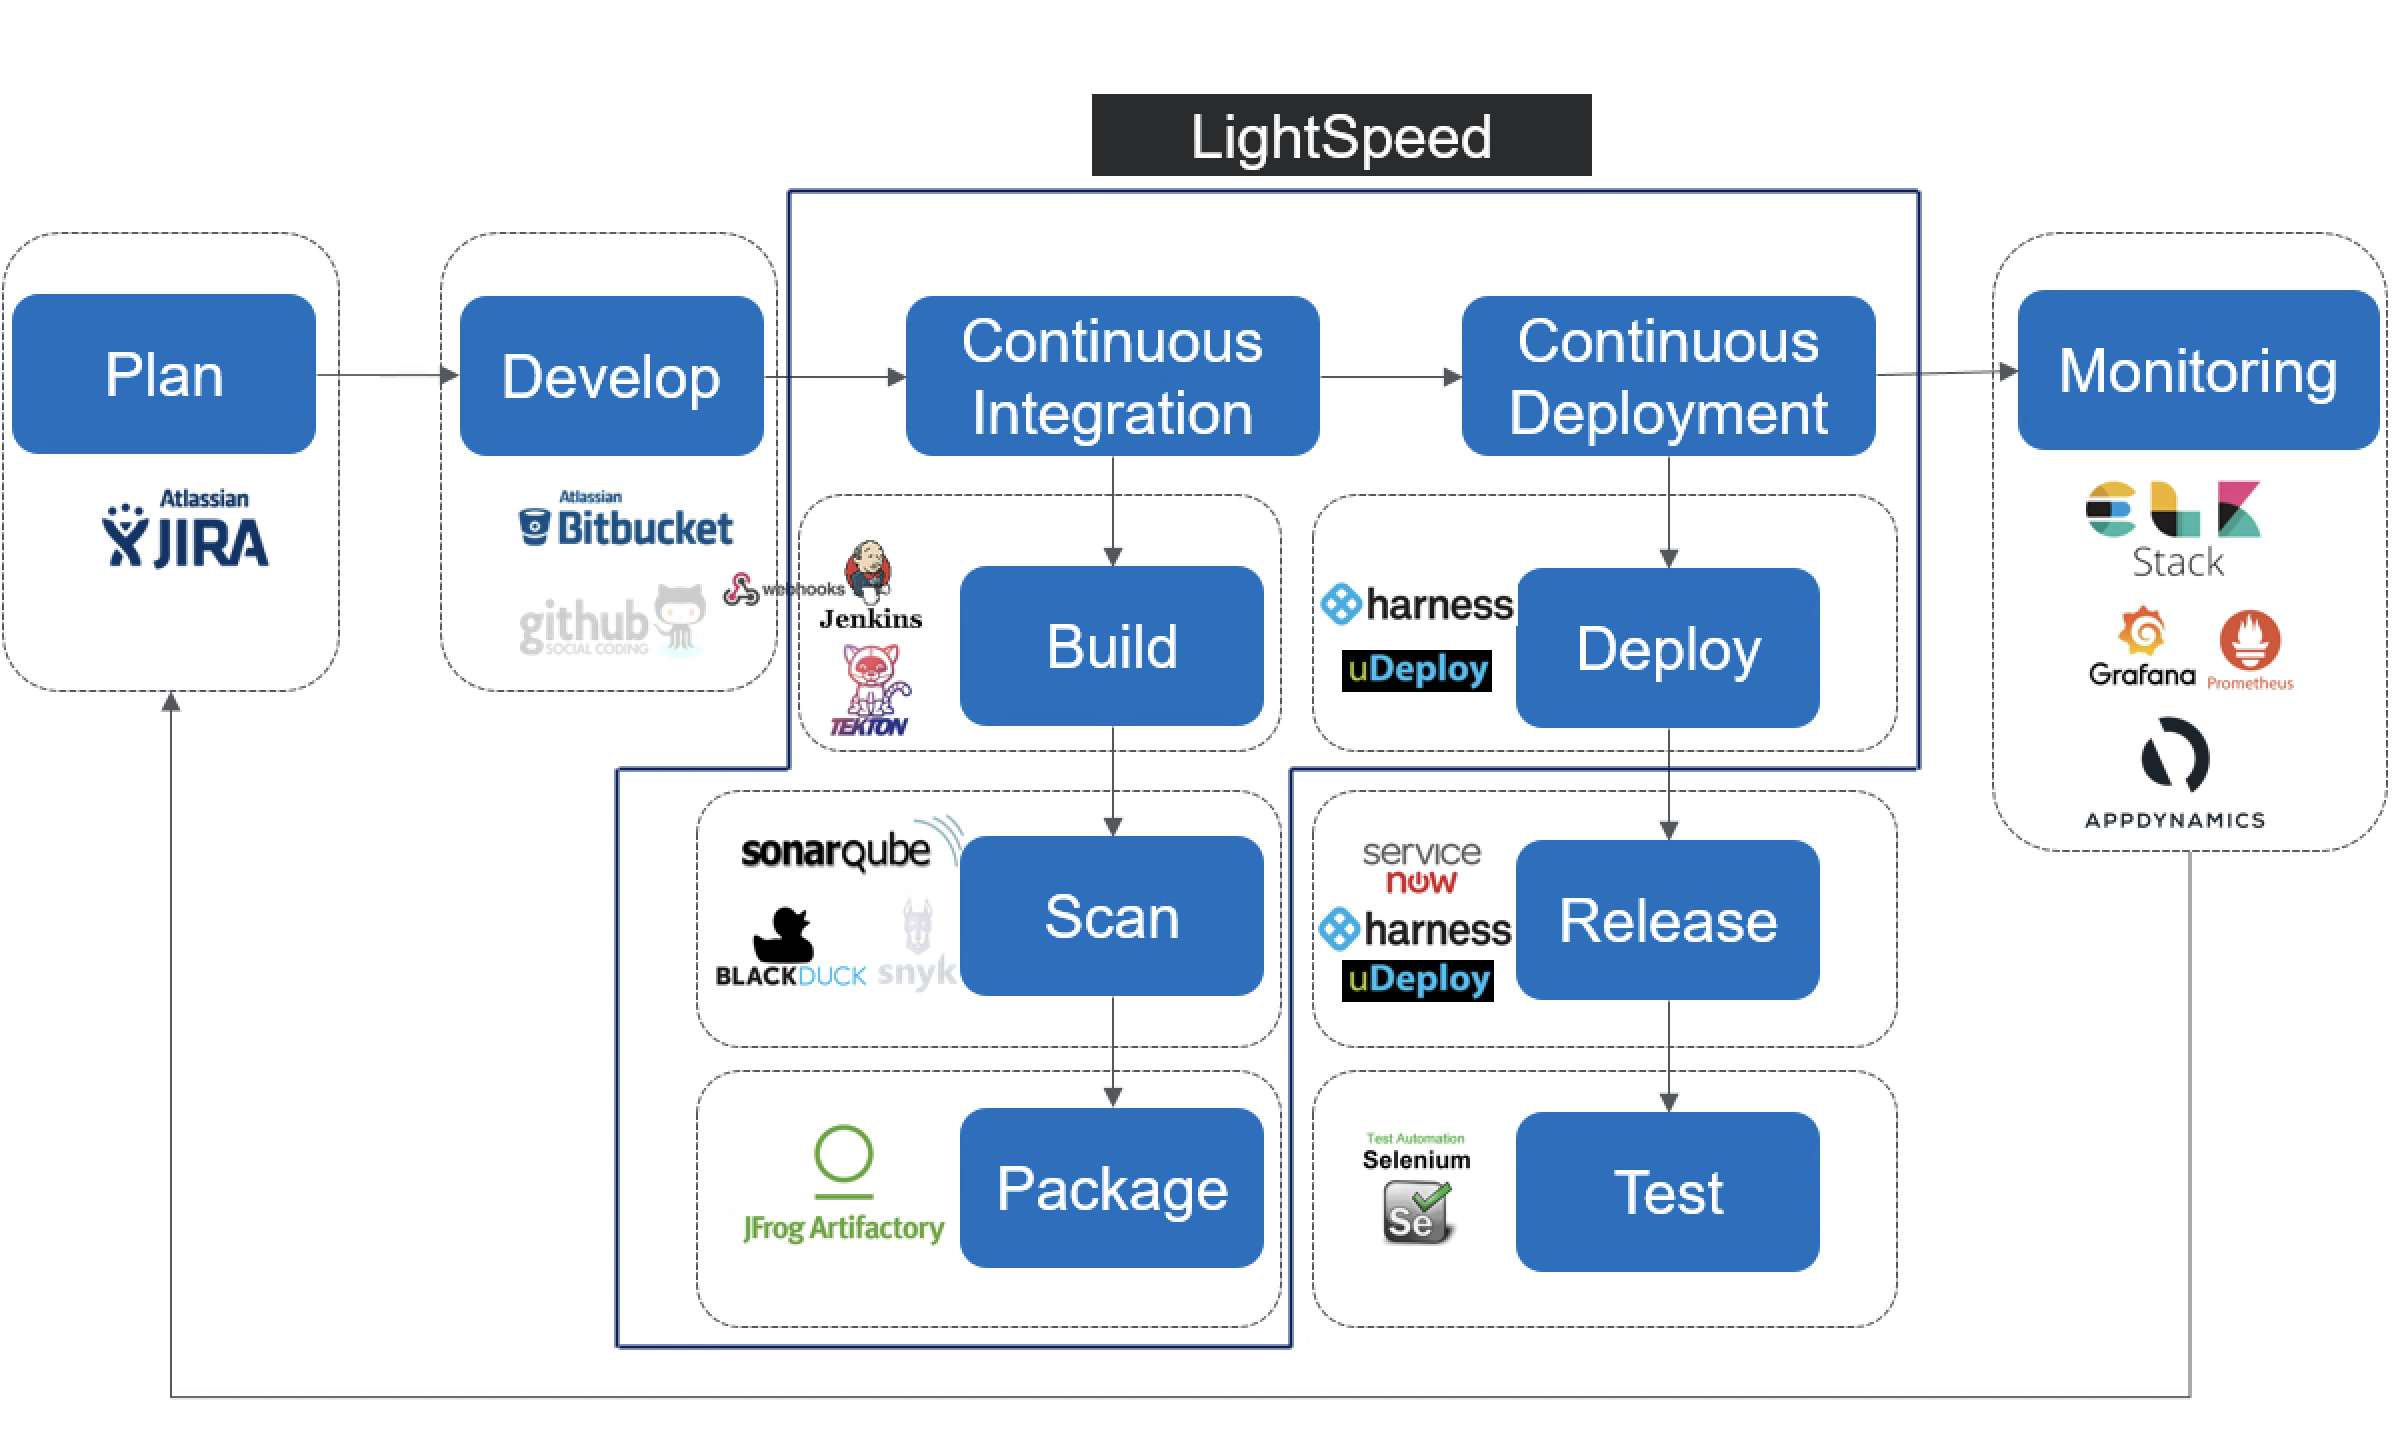 LightSpeed
Plan
Develop
Continuous
Integration
Continuous
Deployment
Monitoring
Atlassian
JIRA
Atlassian
Bitbucket
github
SOCIAL CODING
webhooks
Jenkins
TEKTON
Build
harness
uDeploy
Deploy
ELK
Stack
Grafana
Prometheus
APPDYNAMICS
sonarqube
BLACKDUCK
snyk
Scan
service
now
harness
uDeploy
Release
JFrog Artifactory
Package
Test Automation
Selenium
Se
Test